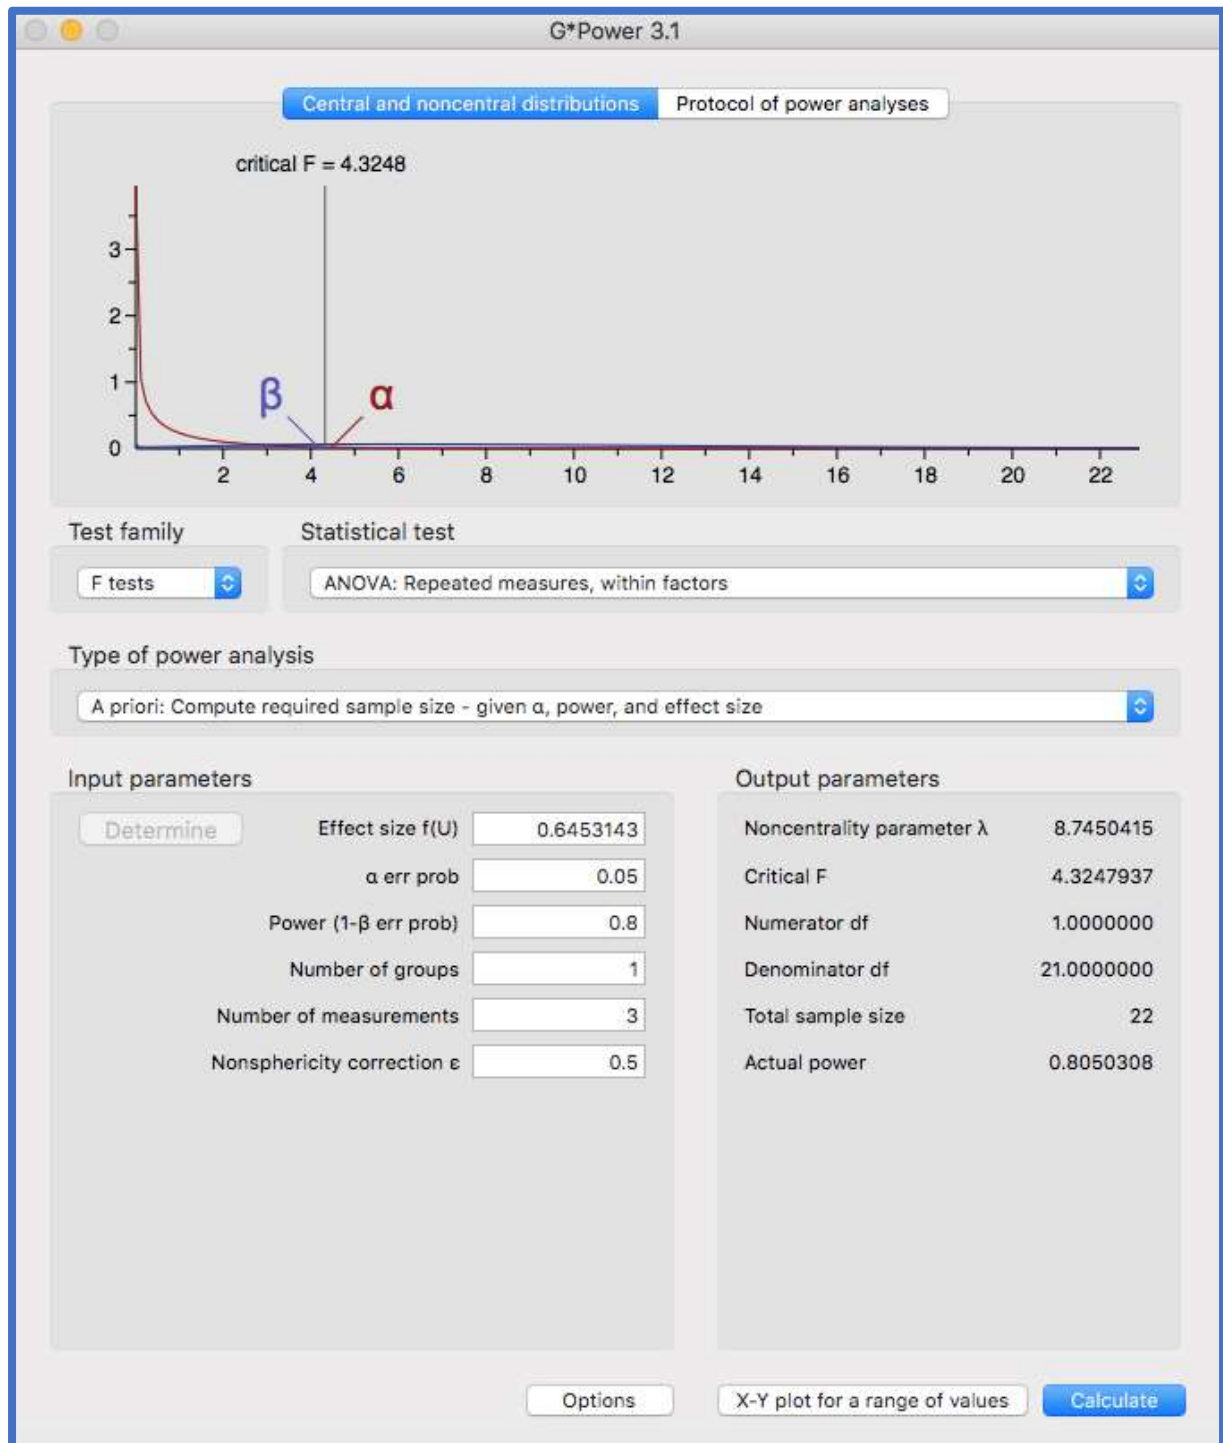 G*Power 3.1
Central and noncentral distributions Protocol of power analyses
critical F = 4.3248
3
2
1
0
β α
2 4 6 8 10 12 14 16 18 20 22
Test family Statistical test
F tests ANOVA: Repeated measures, within factors
Type of power analysis
A priori: Compute required sample size - given α, power, and effect size
Input parameters Output parameters
Determine Effect size f(U) 0.6453143 Noncentrality parameter λ 8.7450415
α err prob 0.05 Critical F 4.3247937
Power (1-β err prob) 0.8 Numerator df 1.0000000
Number of groups 1 Denominator df 21.0000000
Number of measurements 3 Total sample size 22
Nonsphericity correction ε 0.5 Actual power 0.8050308
Options X-Y plot for a range of values Calculate